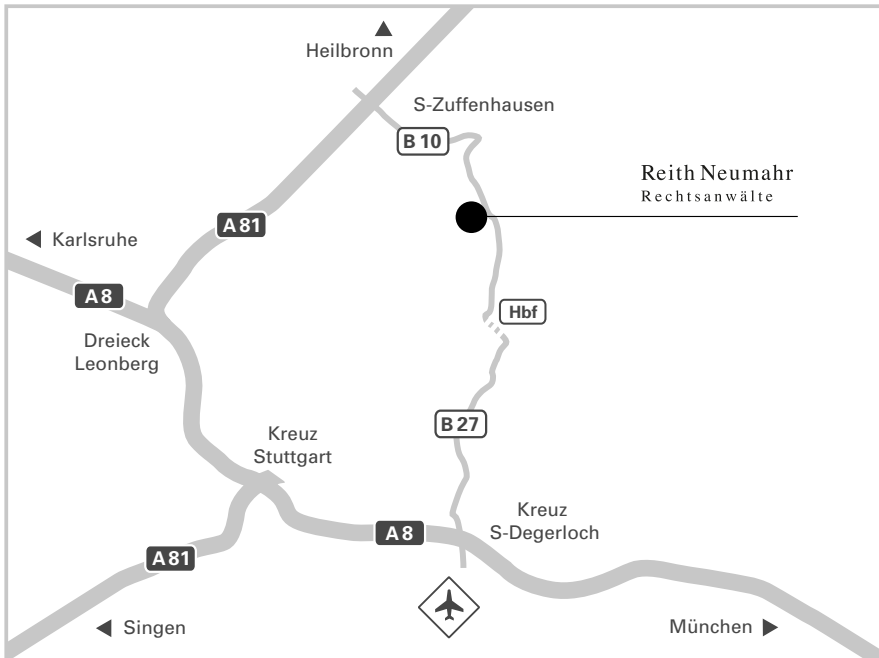 Heilbronn
S-Zuffenhausen
B 10
Reith Neumahr
Rechtsanwälte
A 81
Karlsruhe
A 8
Hbf
Dreieck
Leonberg
B 27
Kreuz
Stuttgart
Kreuz
S-Degerloch
A 8
A 81
Singen
München